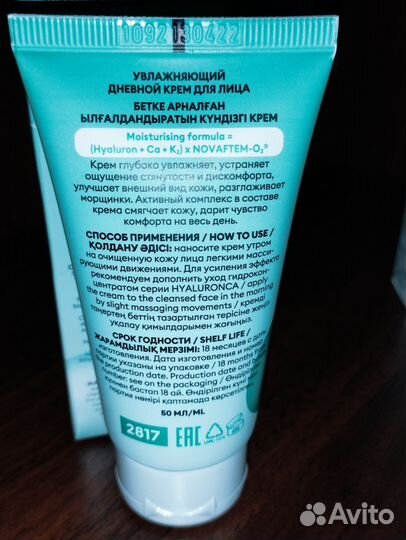 1092 130422
УВЛАЖНЯЮЩИЙ
ДНЕВНОЙ КРЕМ ДЛЯ ЛИЦА
БЕТКЕ АРНАЛҒАН
ЫЛҒАЛДАНДЫРАТЫН КҮНДІЗГІ КРЕМ
Moisturising formula =
(Hyaluron + Ca + K₂) x NOVAFTEM-O₂®
Крем глубоко увлажняет, устраняет
ощущение стянутости и дискомфорта,
улучшает внешний вид кожи, разглаживает
морщинки. Активный комплекс в составе
крема смягчает кожу, дарит чувство
комфорта на весь день.
СПОСОБ ПРИМЕНЕНИЯ / HOW TO USE /
ҚОЛДАНУ ӘДІСІ: наносите крем утром
на очищенную кожу лица легкими масси-
рующими движениями. Для усиления эффекта
рекомендуем дополнить уход гидрокон-
центратом серии HYALURONCA / apply
the cream to the cleansed face in the morning
by slight massaging movements / кремді
таңертең беттің тазартылған терісіне жеңіл
уқалау қимылдарымен жағыңыз.
СРОК ГОДНОСТИ / SHELF LIFE /
ЖАРАМДЫЛЫҚ МЕРЗІМІ: 18 месяцев с даты
изготовления. Дата изготовления и номер
партии указаны на упаковке / 18 months from
the production date. Production date and batch
number: see on the packaging / Өндірілген
күнінен бастап 18 ай. Өндірілген күні
партия нөмірі қаптамада көрсетілген
50 МЛ/ML
2817
EAC
Avito